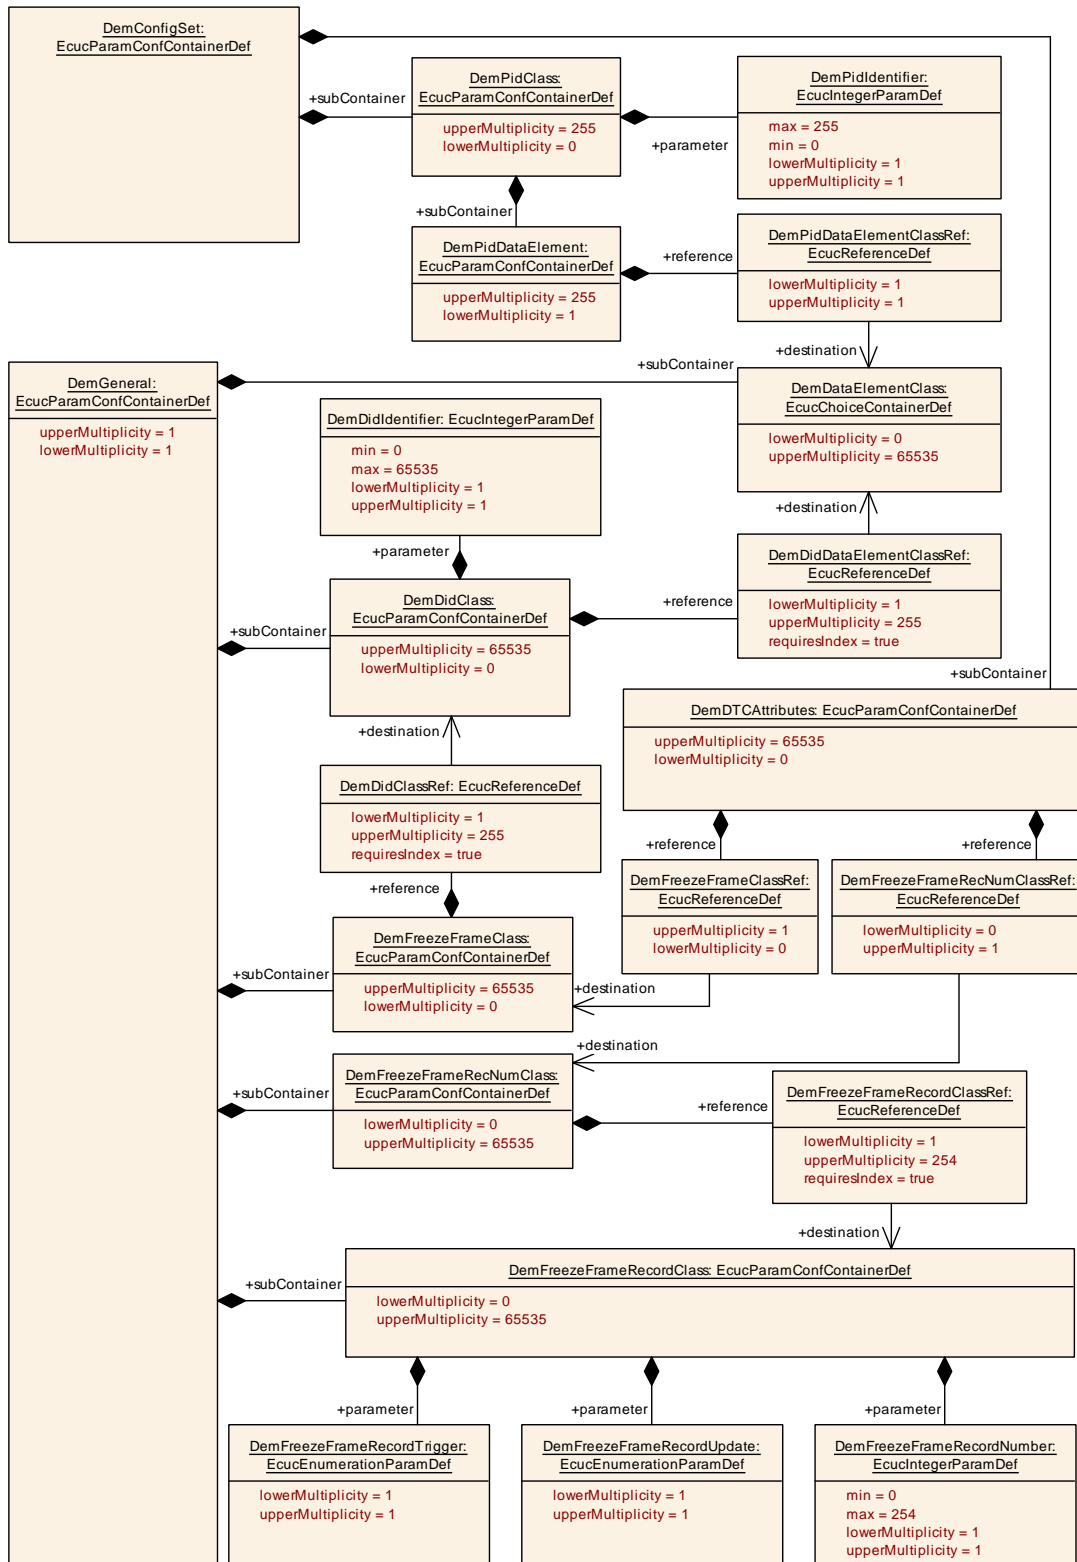 DemConfigSet:
EcucParamConfContainerDef
+subContainer
DemPidClass:
EcucParamConfContainerDef
upperMultiplicity = 255
lowerMultiplicity = 0
+parameter
DemPidIdentifier:
EcucIntegerParamDef
max = 255
min = 0
lowerMultiplicity = 1
upperMultiplicity = 1
+subContainer
DemPidDataElement:
EcucParamConfContainerDef
upperMultiplicity = 255
lowerMultiplicity = 1
+reference
DemPidDataElementClassRef:
EcucReferenceDef
lowerMultiplicity = 1
upperMultiplicity = 1
+destination
DemGeneral:
EcucParamConfContainerDef
upperMultiplicity = 1
lowerMultiplicity = 1
+subContainer
DemDataElementClass:
EcucChoiceContainerDef
lowerMultiplicity = 0
upperMultiplicity = 65535
DemDidIdentifier: EcucIntegerParamDef
min = 0
max = 65535
lowerMultiplicity = 1
upperMultiplicity = 1
+destination
+parameter
DemDidDataElementClassRef:
EcucReferenceDef
lowerMultiplicity = 1
upperMultiplicity = 255
requiresIndex = true
+subContainer
DemDidClass:
EcucParamConfContainerDef
upperMultiplicity = 65535
lowerMultiplicity = 0
+reference
+subContainer
DemDTCAttributes: EcucParamConfContainerDef
upperMultiplicity = 65535
lowerMultiplicity = 0
+destination
DemDidClassRef: EcucReferenceDef
lowerMultiplicity = 1
upperMultiplicity = 255
requiresIndex = true
+reference
+reference
DemFreezeFrameClassRef:
EcucReferenceDef
upperMultiplicity = 1
lowerMultiplicity = 0
DemFreezeFrameRecNumClassRef:
EcucReferenceDef
lowerMultiplicity = 0
upperMultiplicity = 1
+reference
+subContainer
DemFreezeFrameClass:
EcucParamConfContainerDef
upperMultiplicity = 65535
lowerMultiplicity = 0
+destination
+destination
+subContainer
DemFreezeFrameRecNumClass:
EcucParamConfContainerDef
lowerMultiplicity = 0
upperMultiplicity = 65535
+reference
DemFreezeFrameRecordClassRef:
EcucReferenceDef
lowerMultiplicity = 1
upperMultiplicity = 254
requiresIndex = true
+destination
+subContainer
DemFreezeFrameRecordClass: EcucParamConfContainerDef
lowerMultiplicity = 0
upperMultiplicity = 65535
+parameter
+parameter
+parameter
DemFreezeFrameRecordTrigger:
EcucEnumerationParamDef
lowerMultiplicity = 1
upperMultiplicity = 1
DemFreezeFrameRecordUpdate:
EcucEnumerationParamDef
lowerMultiplicity = 1
upperMultiplicity = 1
DemFreezeFrameRecordNumber:
EcucIntegerParamDef
min = 0
max = 254
lowerMultiplicity = 1
upperMultiplicity = 1